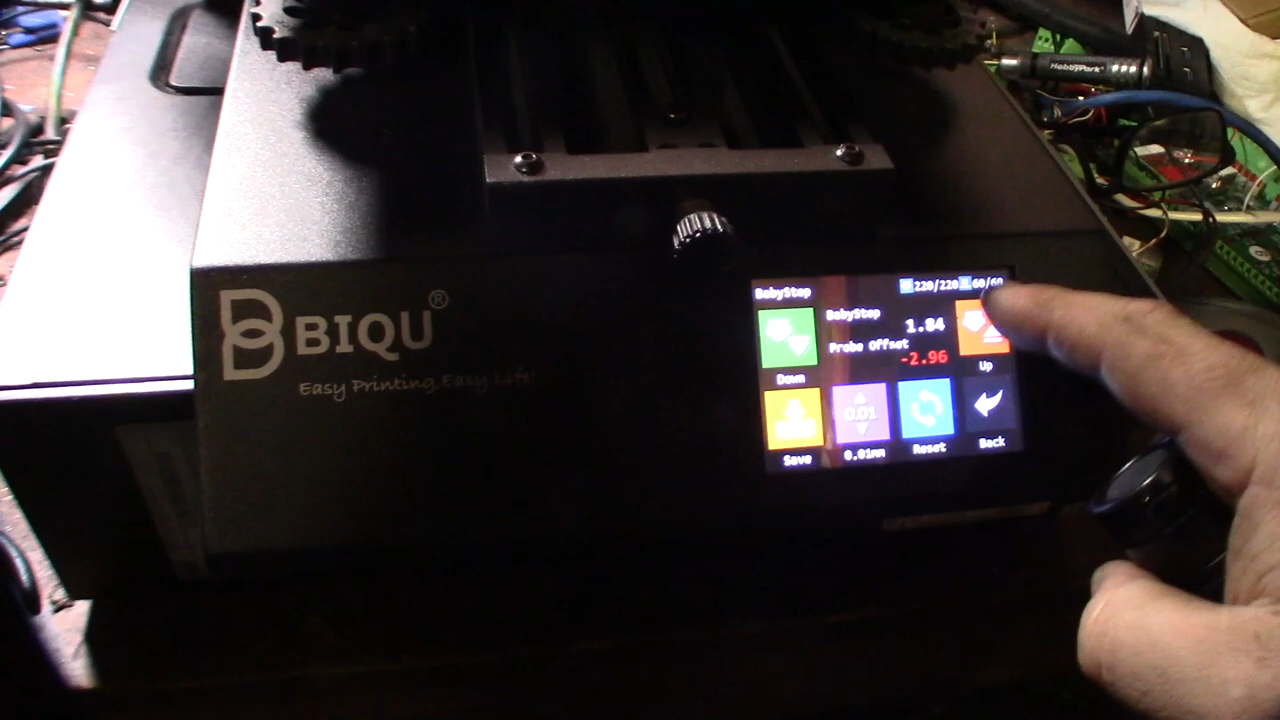 HobbyPark
BIQU®
Easy Printing, Easy Life!
BabyStep
220/220 60/60
BabyStep
1.84
Probe Offset
-2.96
Down
Up
0.01
Save
0.01mm
Reset
Back